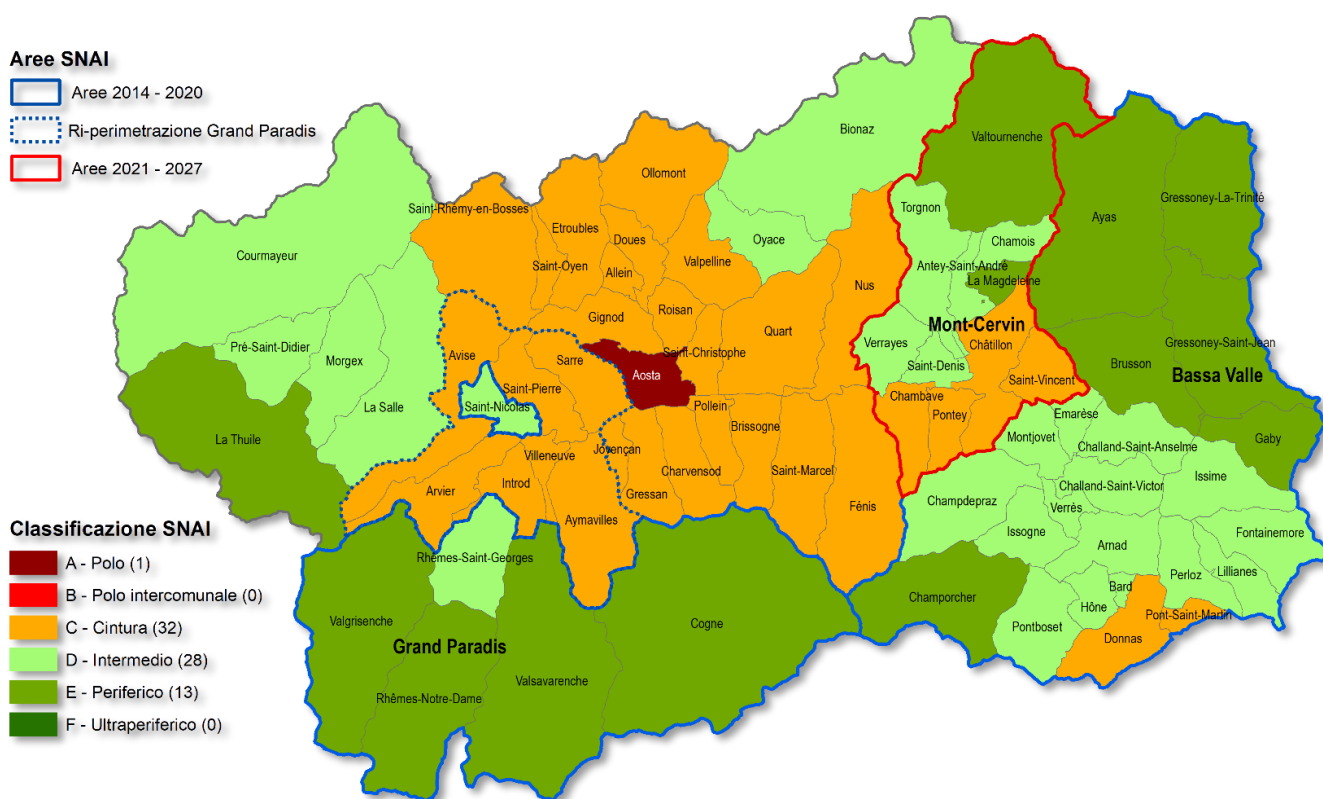 Aree SNAI
Aree 2014 - 2020
Ri-perimetrazione Grand Paradis
Aree 2021 - 2027
Bionaz
Valtournenche
Ollomont
Saint-Rhémy-en-Bosses
Etroubles
Doues
Oyace
Torgnon
Chamois
Ayas
Gressoney-La-Trinité
Courmayeur
Saint-Oyen
Allein
Valpelline
Antey-Saint-André
La Magdeleine
Nus
Roisan
Gignod
Quart
Mont-Cervin
Pré-Saint-Didier
Morgex
Avise
Sarre
Saint-Christophe
Verrayes
Châtillon
Gressoney-Saint-Jean
Aosta
Saint-Denis
Brusson
Bassa Valle
Saint-Pierre
Saint-Vincent
La Salle
Saint-Nicolas
Pollein
Chambave
Pontey
Emarèse
La Thuile
Brissogne
Montjovet
Challand-Saint-Anselme
Gaby
Villeneuve
Jovençan
Charvensod
Saint-Marcel
Issime
Arvier
Introd
Gressan
Champdepraz
Challand-Saint-Victor
Verrès
Aymavilles
Fénis
Issogne
Fontainemore
Classificazione SNAI
A - Polo (1)
B - Polo intercomunale (0)
C - Cintura (32)
D - Intermedio (28)
E - Periferico (13)
F - Ultraperiferico (0)
Rhêmes-Saint-Georges
Arnad
Perloz
Lillianes
Champorcher
Bard
Hône
Pont-Saint-Martin
Valgrisenche
Cogne
Pontboset
Donnas
Grand Paradis
Valsavarenche
Rhêmes-Notre-Dame